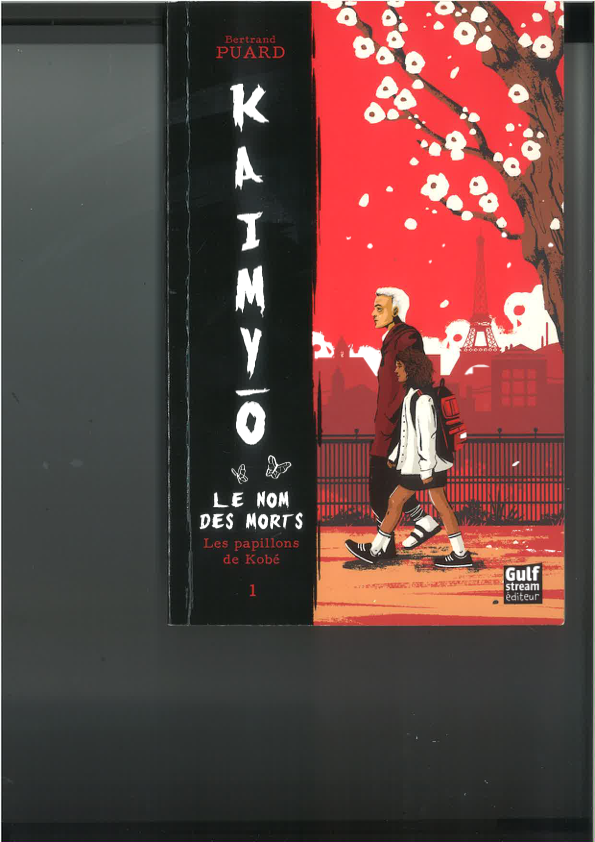 Bertrand
PUARD
KAIMYŌ
LE NOM
DES MORTS
Les papillons
de Kobé
1
Gulf
stream
éditeur